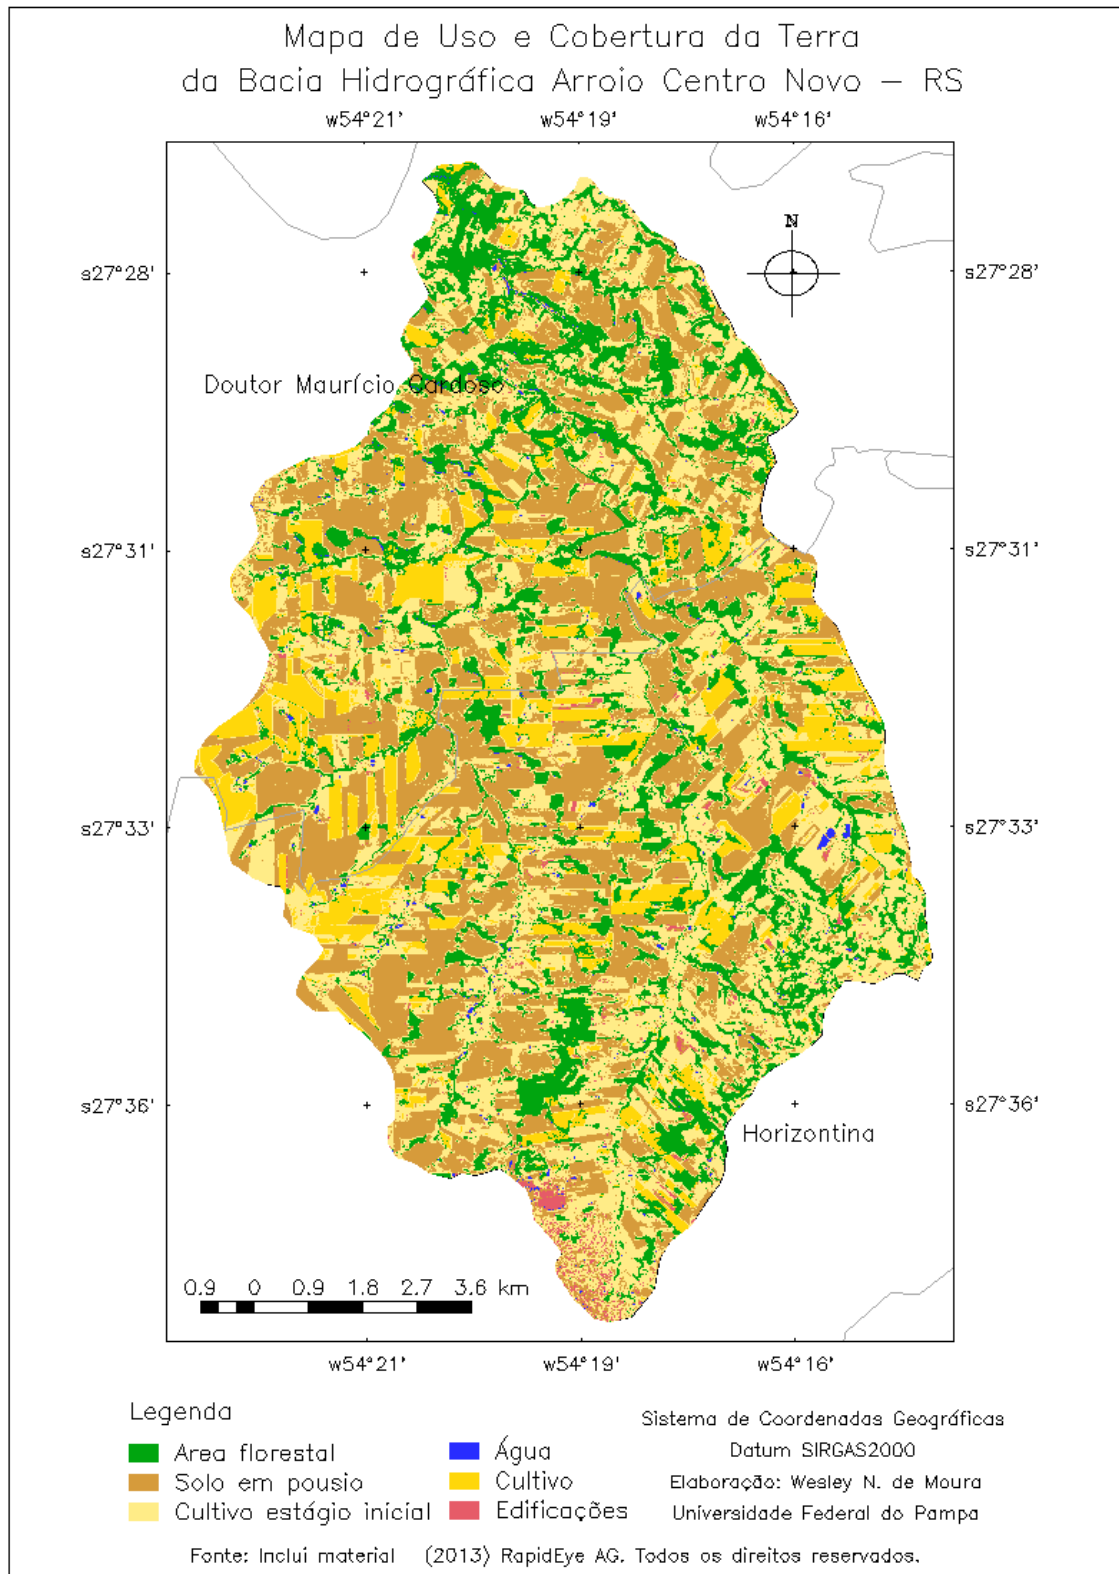 Mapa de Uso e Cobertura da Terra
da Bacia Hidrográfica Arroio Centro Novo – RS
w54°21' w54°19' w54°16'
N
s27°28' s27°28'
Doutor Maurício Cardoso
s27°31' s27°31'
s27°33' s27°33'
s27°36' s27°36'
Horizontina
0.9 0 0.9 1.8 2.7 3.6 km
w54°21' w54°19' w54°16'
Legenda
Area florestal
Solo em pousio
Cultivo estágio inicial
Água
Cultivo
Edificações
Sistema de Coordenadas Geográficas
Datum SIRGAS2000
Elaboração: Wesley N. de Moura
Universidade Federal do Pampa
Fonte: Inclui material (2013) RapidEye AG. Todos os direitos reservados.